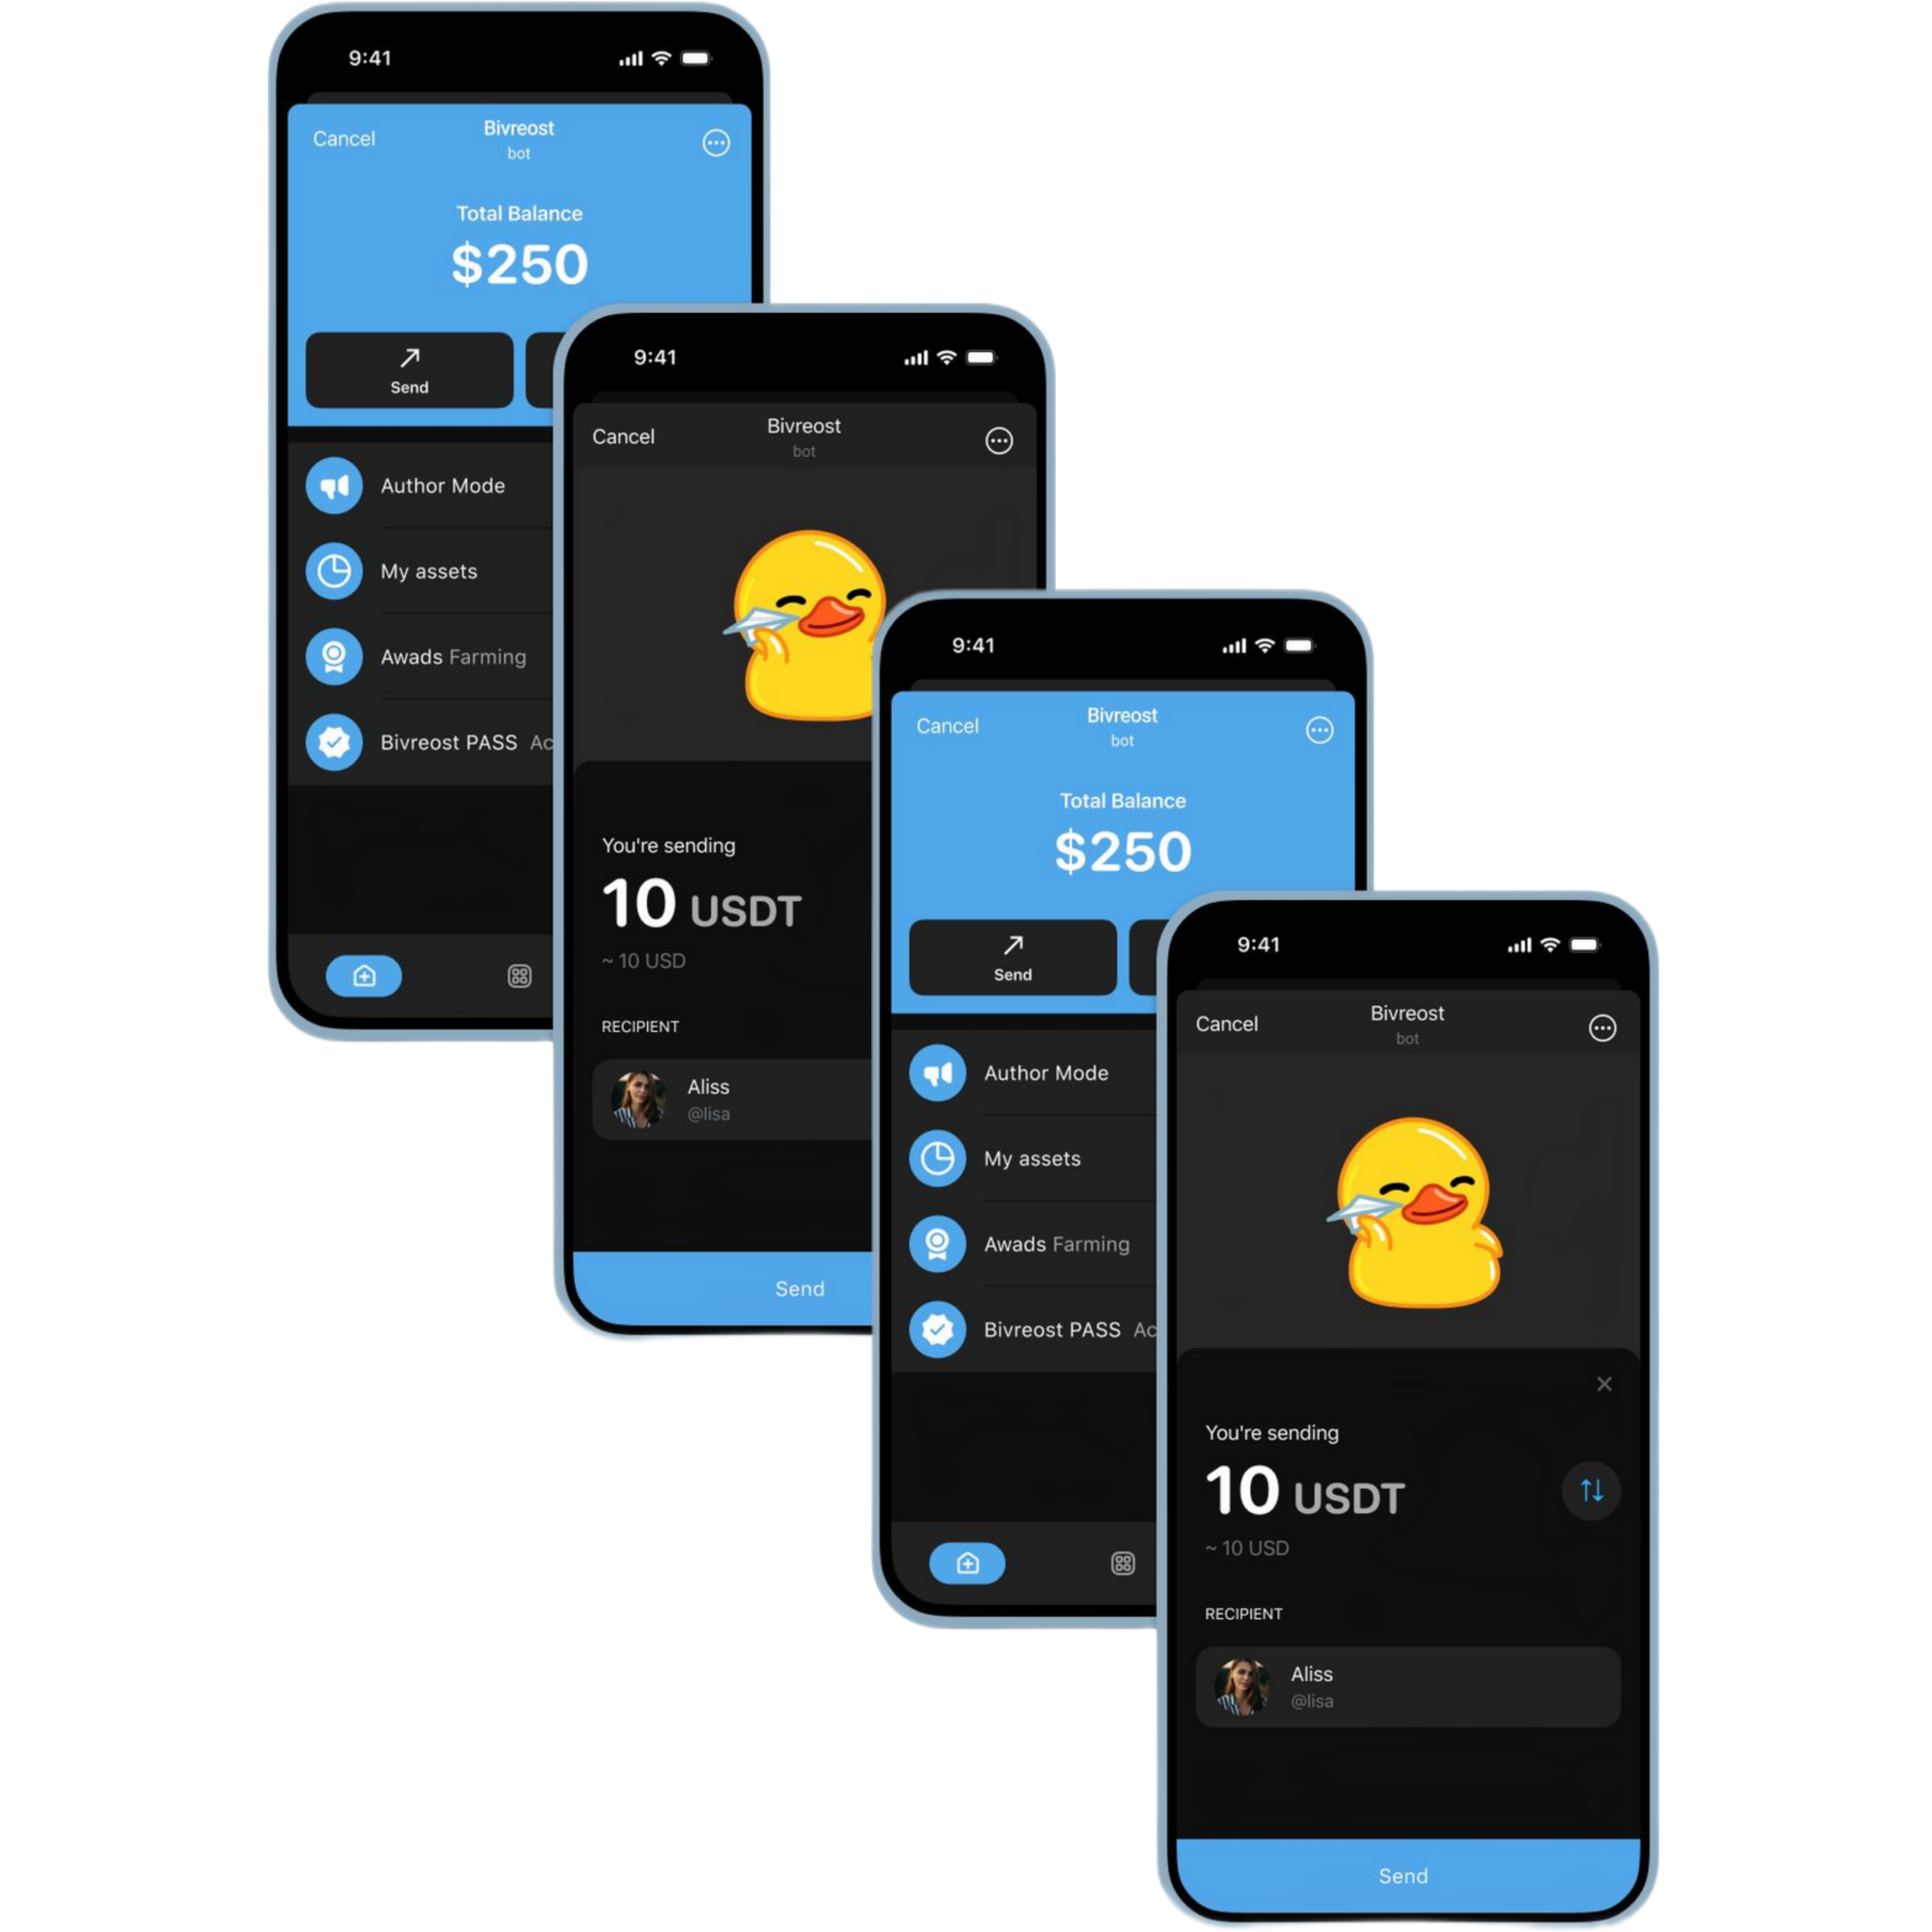 9:41
Cancel
Bivreost
bot
Total Balance
$250
Send
Author Mode
My assets
Awads Farming
Bivreost PASS Ac
9:41
Cancel
Bivreost
bot
You're sending
10 USDT
~ 10 USD
RECIPIENT
Aliss
@lisa
Send
9:41
Cancel
Bivreost
bot
Total Balance
$250
Send
Author Mode
My assets
Awads Farming
Bivreost PASS Ac
9:41
Cancel
Bivreost
bot
You're sending
10 USDT
~ 10 USD
RECIPIENT
Aliss
@lisa
Send